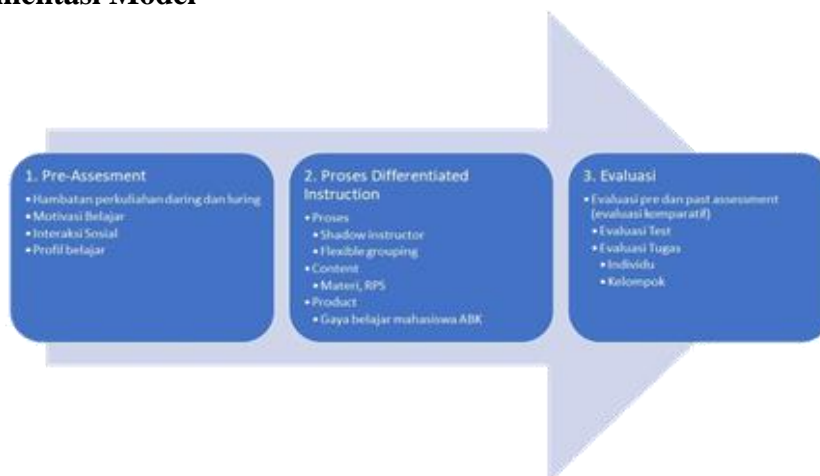 Model
1. Pre-Assesment
•Hambatan perkuliahan daring dan luring
•Motivasi Belajar
•Interaksi Sosial
•Profil belajar
2. Proses Differentiated
Instruction
•Proses
•Shadow instructor
•Flexible grouping
•Content
•Materi, RPS
•Product
•Gaya belajar mahasiswa ABK
3. Evaluasi
•Evaluasi pre dan past assessment
(evaluasi komparatif)
•Evaluasi Test
•Evaluasi Tugas
•Individu
•Kelompok